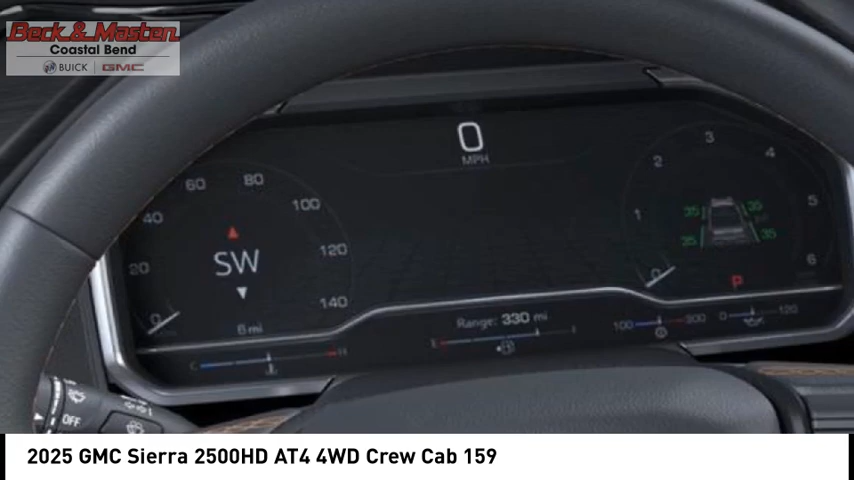 Beck & Masten
Coastal Bend
BUICK | GMC
0
MPH
0 20 40 60 80 100 120 140
SW
6 mi
0 1 2 3 4 5 6
35 35
35 35
P
Range: 330 mi
C H
E
100 300
0 120
OFF
2025 GMC Sierra 2500HD AT4 4WD Crew Cab 159